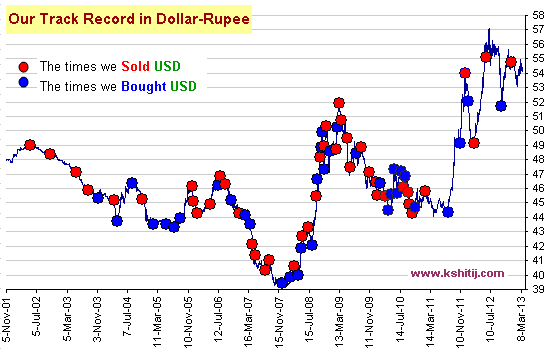 Our Track Record in Dollar-Rupee
The times we Sold USD
The times we Bought USD
58
57
56
55
54
53
52
51
50
49
48
47
46
45
44
43
42
41
40
39
www.kshitij.com
5-Nov-01
5-Jul-02
5-Mar-03
3-Nov-03
7-Jul-04
11-Mar-05
10-Nov-05
12-Jul-06
16-Mar-07
15-Nov-07
15-Jul-08
13-Mar-09
11-Nov-09
14-Jul-10
15-Mar-11
10-Nov-11
10-Jul-12
8-Mar-13